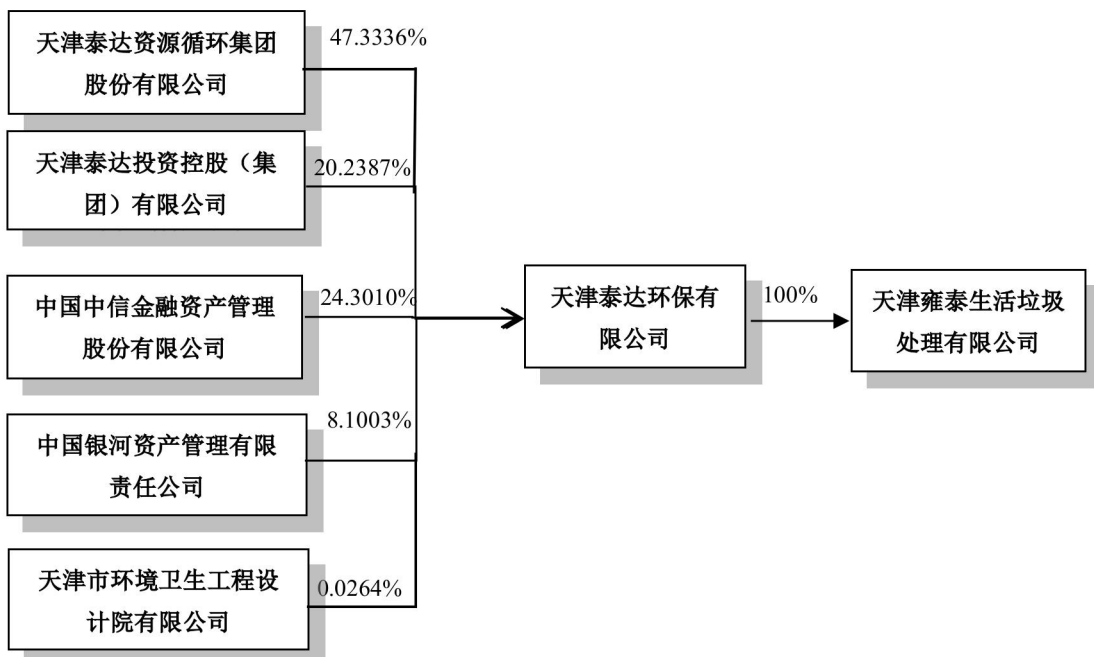 天津泰达资源循环集团
股份有限公司
47.3336%
天津泰达投资控股（集
团）有限公司
20.2387%
中国中信金融资产管理
股份有限公司
24.3010%
中国银河资产管理有限
责任公司
8.1003%
天津市环境卫生工程设
计院有限公司
0.0264%
天津泰达环保有
限公司
100%
天津雍泰生活垃圾
处理有限公司